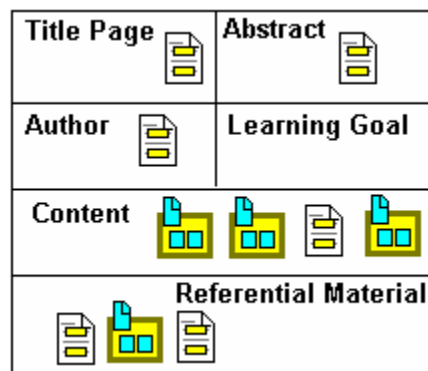 Title Page
Abstract
Author
Learning Goal
Content
Referential Material